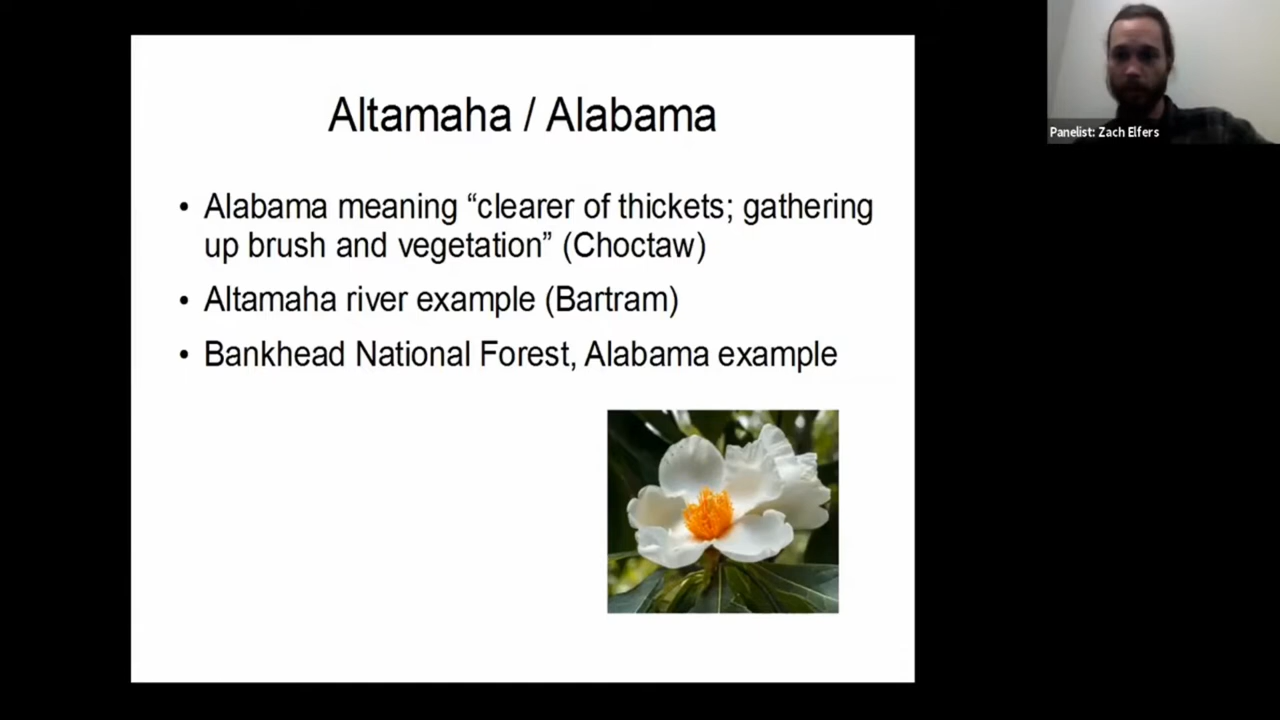 Altamaha / Alabama
• Alabama meaning “clearer of thickets; gathering
up brush and vegetation” (Choctaw)
• Altamaha river example (Bartram)
• Bankhead National Forest, Alabama example
Panelist: Zach Elfers